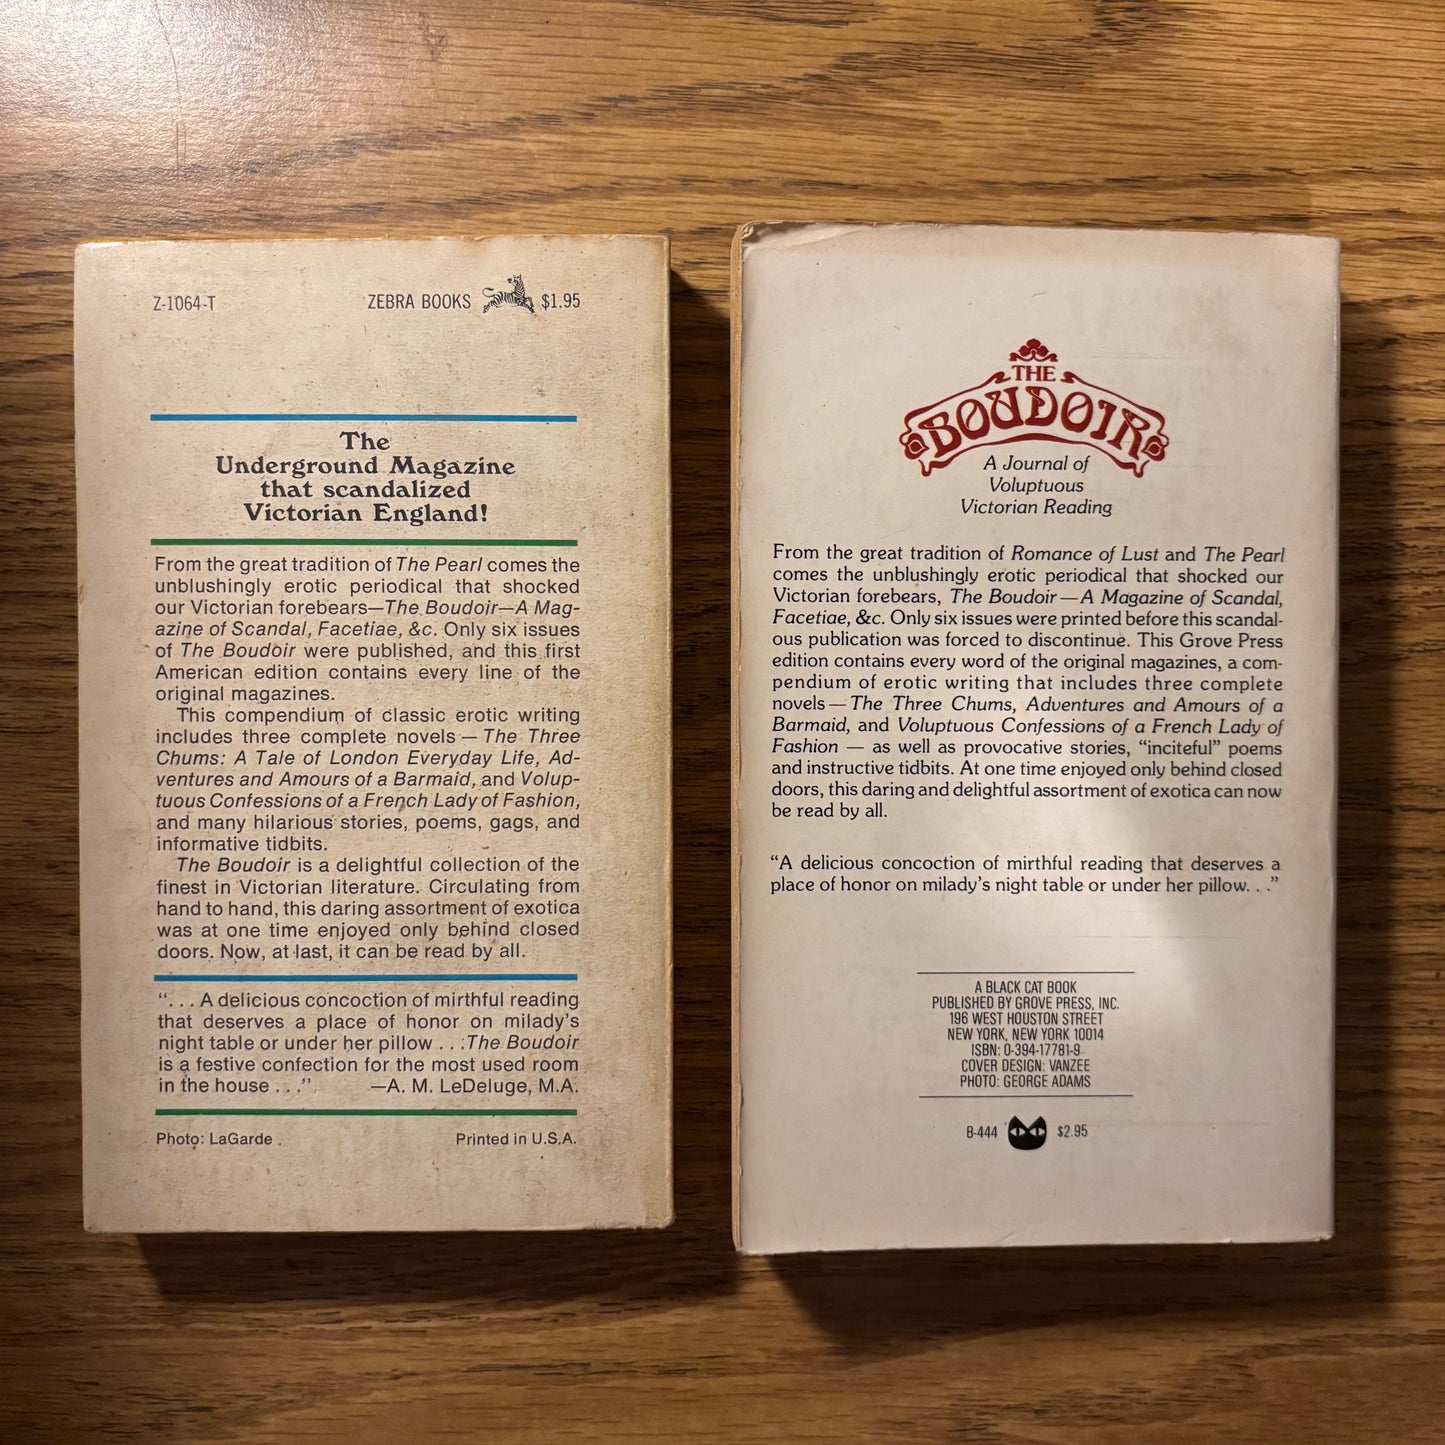 Z-1064-T ZEBRA BOOKS $1.95
The
Underground Magazine
that scandalized
Victorian England!
From the great tradition of The Pearl comes the
unblushingly erotic periodical that shocked
our Victorian forebears—The Boudoir—A Mag-
azine of Scandal, Facetiae, &c. Only six issues
of The Boudoir were published, and this first
American edition contains every line of the
original magazines.
This compendium of classic erotic writing
includes three complete novels — The Three
Chums: A Tale of London Everyday Life, Ad-
ventures and Amours of a Barmaid, and Volup-
tuous Confessions of a French Lady of Fashion,
and many hilarious stories, poems, gags, and
informative tidbits.
The Boudoir is a delightful collection of the
finest in Victorian literature. Circulating from
hand to hand, this daring assortment of exotica
was at one time enjoyed only behind closed
doors. Now, at last, it can be read by all.
“. . . A delicious concoction of mirthful reading
that deserves a place of honor on milady’s
night table or under her pillow . . . The Boudoir
is a festive confection for the most used room
in the house . . .” —A. M. LeDeluge, M.A.
Photo: LaGarde Printed in U.S.A.
THE
BOUDOIR
A Journal of
Voluptuous
Victorian Reading
From the great tradition of Romance of Lust and The Pearl
comes the unblushingly erotic periodical that shocked our
Victorian forebears, The Boudoir — A Magazine of Scandal,
Facetiae, &c. Only six issues were printed before this scandal-
ous publication was forced to discontinue. This Grove Press
edition contains every word of the original magazines, a com-
pendium of erotic writing that includes three complete
novels — The Three Chums, Adventures and Amours of a
Barmaid, and Voluptuous Confessions of a French Lady of
Fashion — as well as provocative stories, “inciteful” poems
and instructive tidbits. At one time enjoyed only behind closed
doors, this daring and delightful assortment of exotica can now
be read by all.
“A delicious concoction of mirthful reading that deserves a
place of honor on milady’s night table or under her pillow. . .”
A BLACK CAT BOOK
PUBLISHED BY GROVE PRESS, INC.
196 WEST HOUSTON STREET
NEW YORK, NEW YORK 10014
ISBN: 0-394-17781-9
COVER DESIGN: VANZEE
PHOTO: GEORGE ADAMS
B-444 $2.95